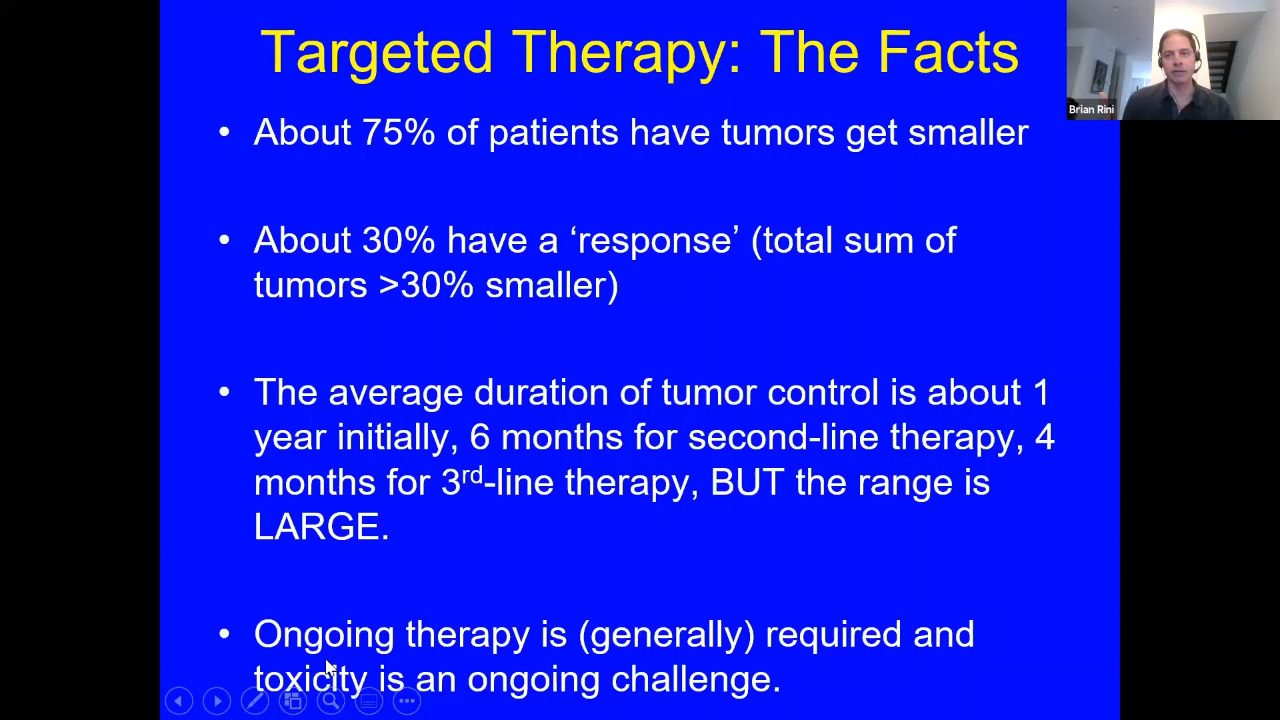 Targeted Therapy: The Facts
Brian Rini
• About 75% of patients have tumors get smaller
• About 30% have a ‘response’ (total sum of
tumors >30% smaller)
• The average duration of tumor control is about 1
year initially, 6 months for second-line therapy, 4
months for 3rd-line therapy, BUT the range is
LARGE.
• Ongoing therapy is (generally) required and
toxicity is an ongoing challenge.